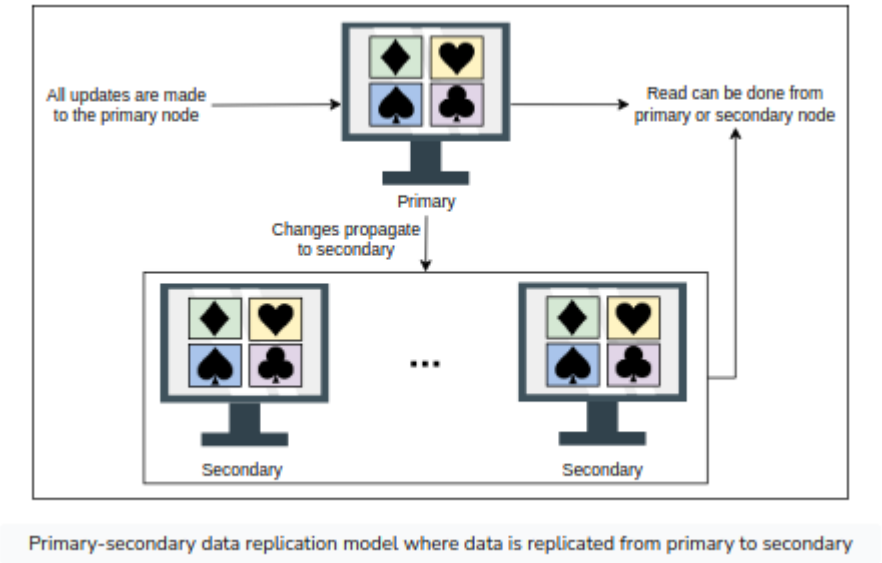 All updates are made
to the primary node
Read can be done from
primary or secondary node
Primary
Changes propagate
to secondary
...
Secondary
Secondary
Primary-secondary data replication model where data is replicated from primary to secondary